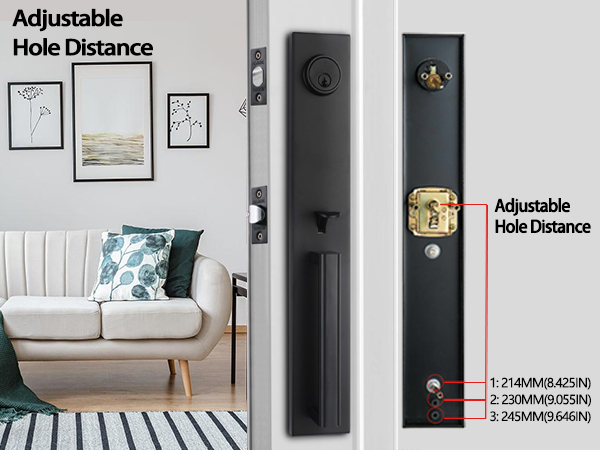 Adjustable
Hole Distance
Adjustable
Hole Distance
1: 214MM(8.425IN)
2: 230MM(9.055IN)
3: 245MM(9.646IN)